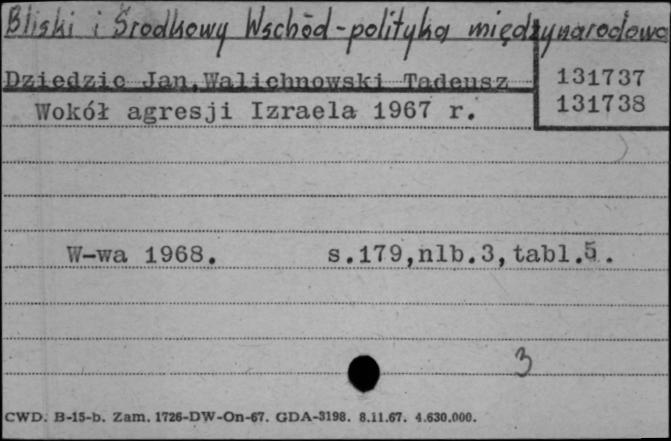 Bliski i Środkowy Wschód - polityka międzynarodowa
Dziedzic Jan, Walichnowski Tadeusz
131737
131738
Wokół agresji Izraela 1967 r.
W-wa 1968. s.179,nlb.3,tabl.5.
3
CWD. B-15-b. Zam. 1726-DW-On-67. GDA-3198. 8.11.67. 4.630.000.